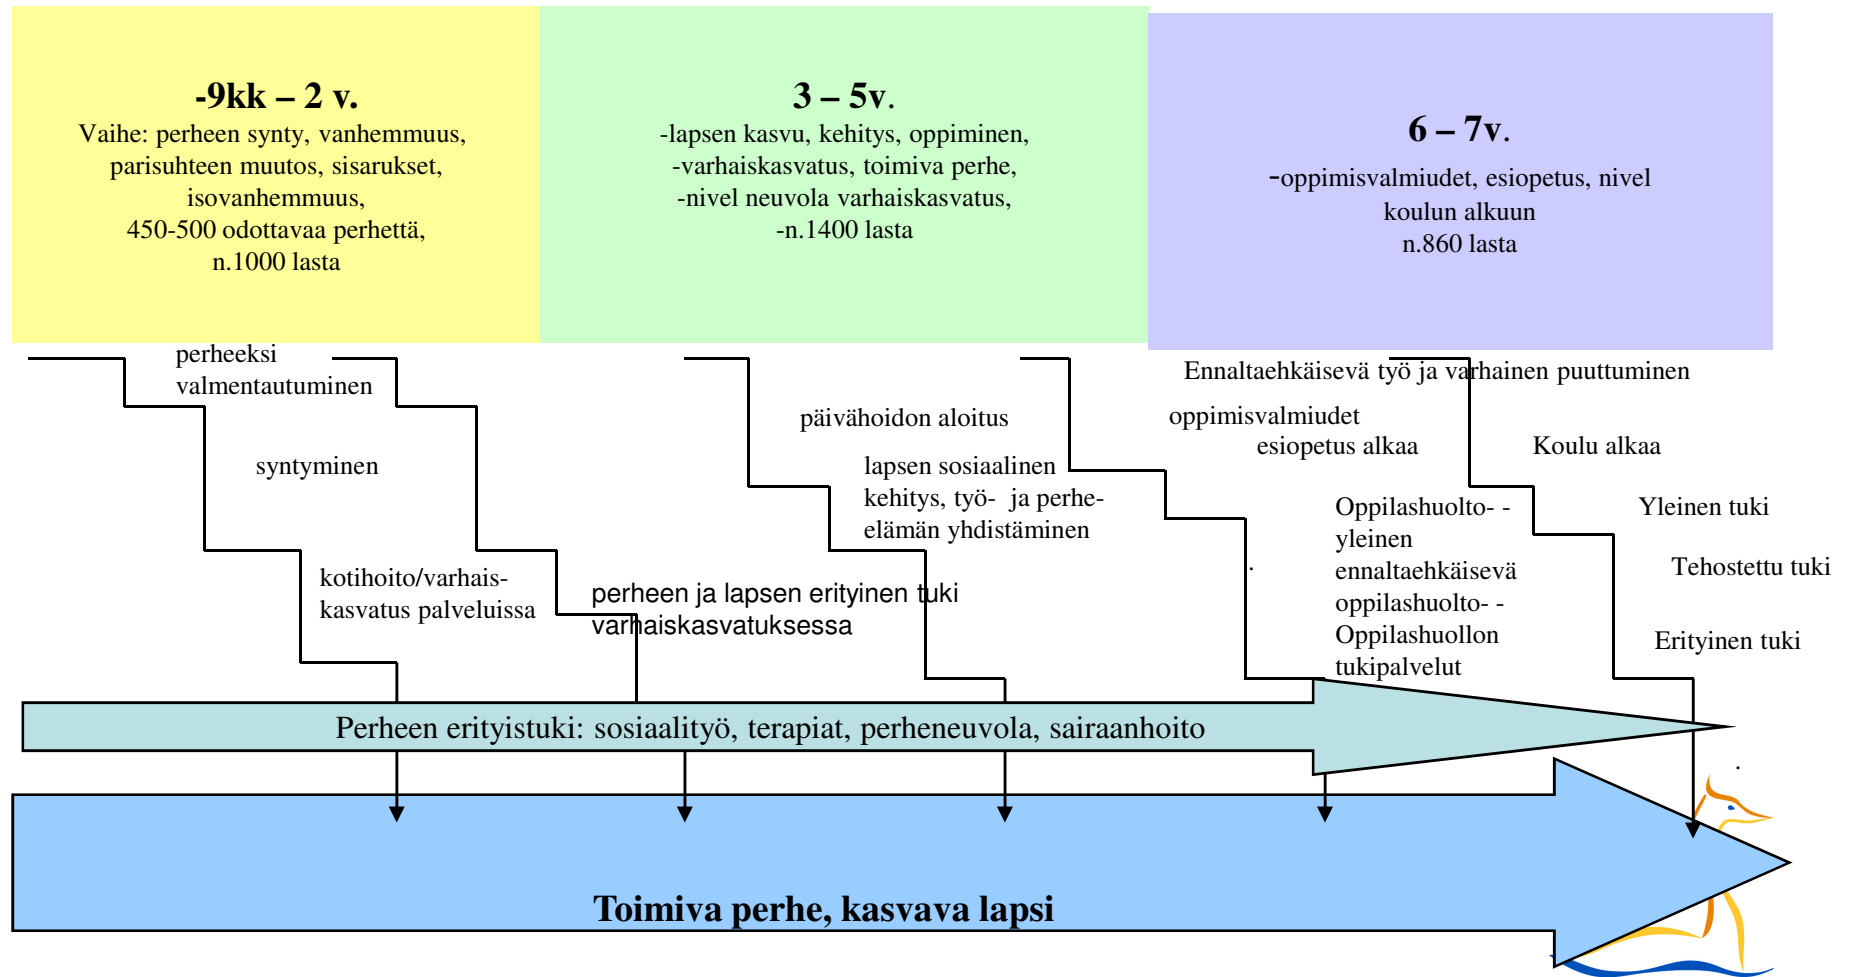 -9kk – 2 v.
Vaihe: perheen synty, vanhemmuus,
parisuhteen muutos, sisarukset,
isovanhemmuus,
450-500 odottavaa perhettä,
n.1000 lasta
3 – 5v.
-lapsen kasvu, kehitys, oppiminen,
-varhaiskasvatus, toimiva perhe,
-nivel neuvola varhaiskasvatus,
-n.1400 lasta
6 – 7v.
-oppimisvalmiudet, esiopetus, nivel
koulun alkuun
n.860 lasta
perheeksi
valmentautuminen
syntyminen
kotihoito/varhais-
kasvatus palveluissa
perheen ja lapsen erityinen tuki
varhaiskasvatuksessa
päivähoidon aloitus
lapsen sosiaalinen
kehitys, työ- ja perhe-
elämän yhdistäminen
Ennaltaehkäisevä työ ja varhainen puuttuminen
oppimisvalmiudet
esiopetus alkaa
.
Oppilashuolto- -
yleinen
ennaltaehkäisevä
oppilashuolto- -
Oppilashuollon
tukipalvelut
Koulu alkaa
Yleinen tuki
Tehostettu tuki
Erityinen tuki
Perheen erityistuki: sosiaalityö, terapiat, perheneuvola, sairaanhoito
.
Toimiva perhe, kasvava lapsi